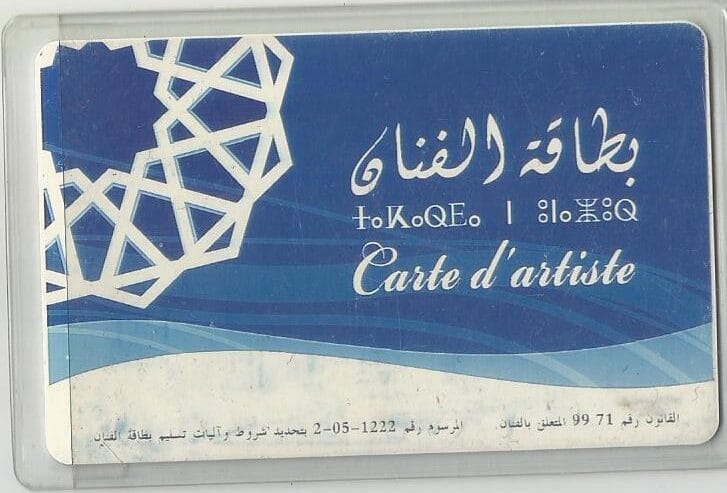 بطاقة الفنان
ⵜⴰⴽⴰⵕⴹⴰ ⵏ ⵓⵏⴰⵥⵓⵕ
Carte d'artiste
القانون رقم 71 99 المتعلق بالفنان. المرسوم رقم 1222-05-2 بتحديد شروط وآليات تسليم بطاقة الفنان